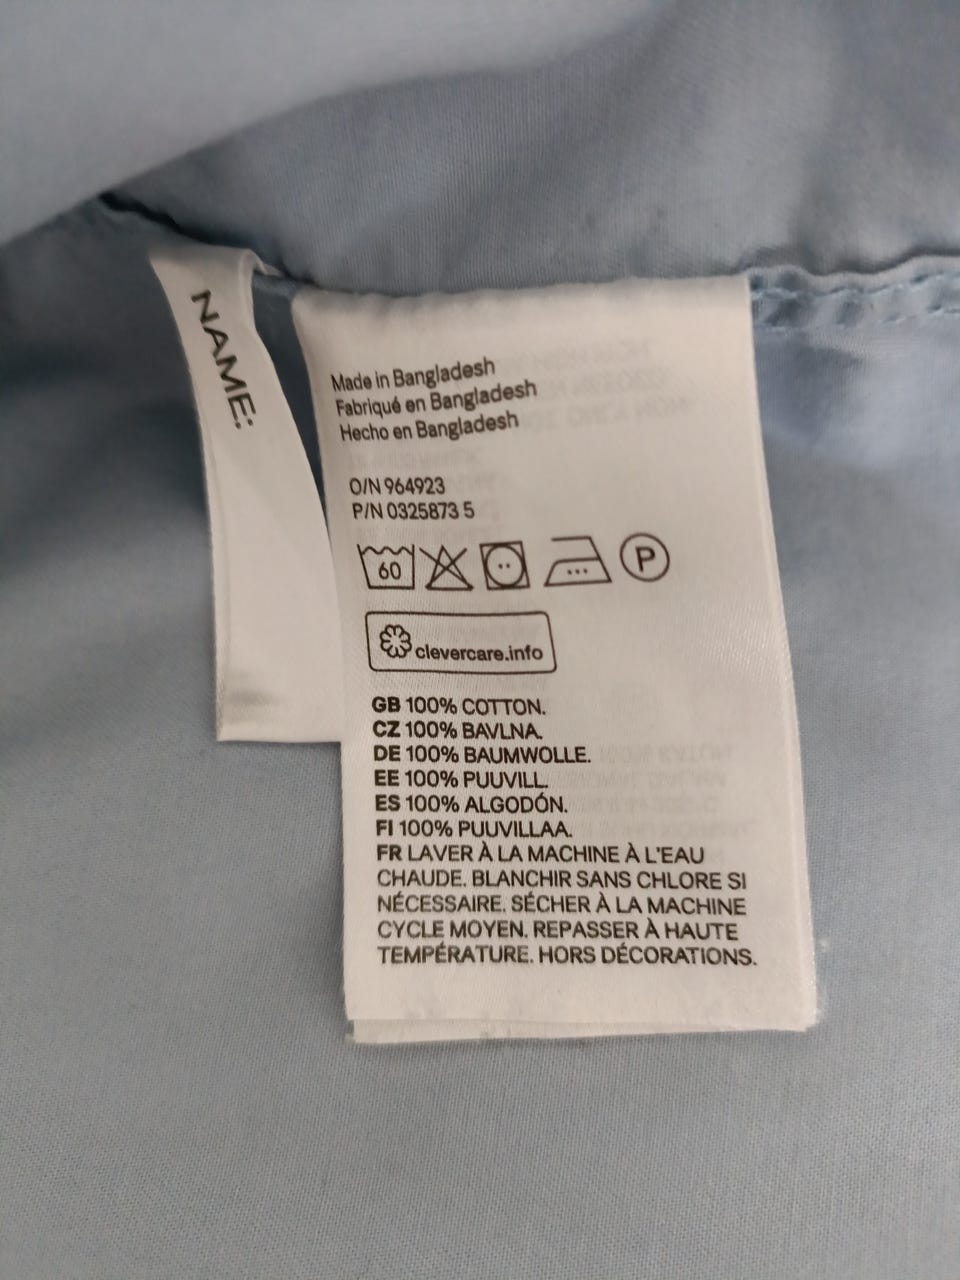 NAME:
Made in Bangladesh
Fabriqué en Bangladesh
Hecho en Bangladesh
O/N 964923
P/N 0325873 5
60
P
clevercare.info
GB 100% COTTON.
CZ 100% BAVLNA.
DE 100% BAUMWOLLE.
EE 100% PUUVILL.
ES 100% ALGODÓN.
FI 100% PUUVILLAA.
FR LAVER À LA MACHINE À L'EAU
CHAUDE. BLANCHIR SANS CHLORE SI
NÉCESSAIRE. SÉCHER À LA MACHINE
CYCLE MOYEN. REPASSER À HAUTE
TEMPÉRATURE. HORS DÉCORATIONS.